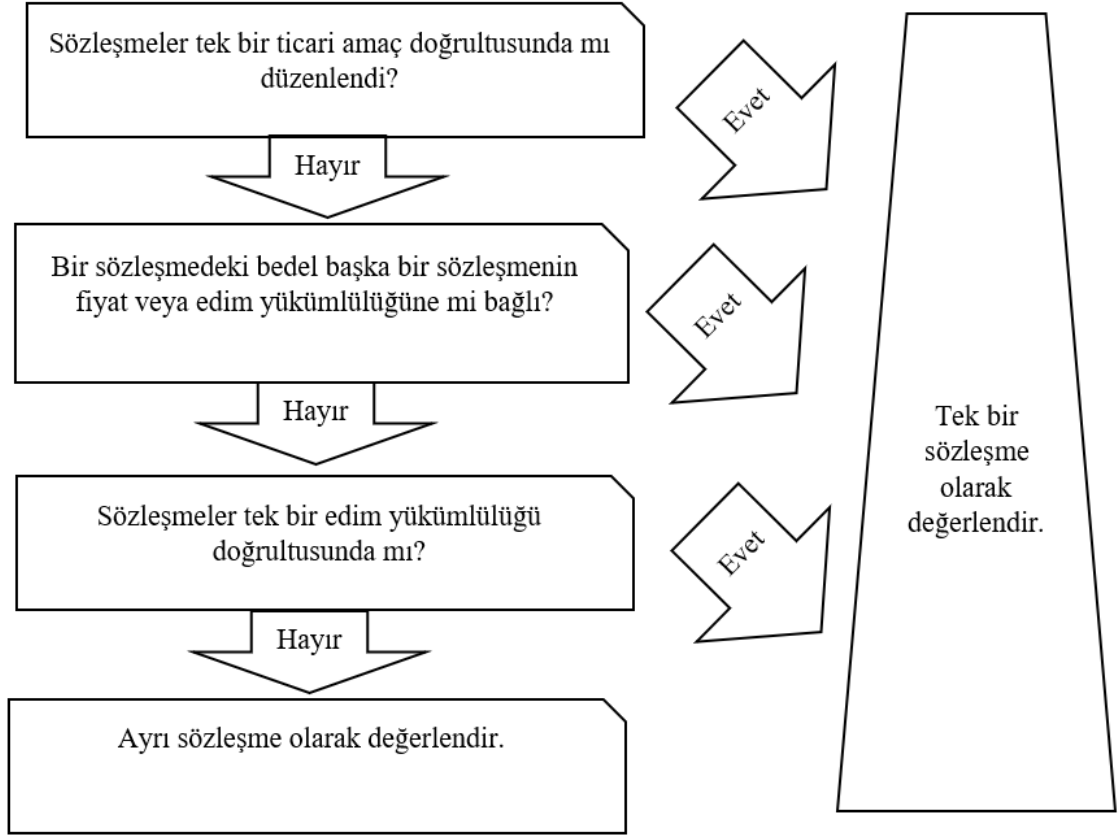 Sözleşmeler tek bir ticari amaç doğrultusunda mı
düzenlendi?
Evet
Hayır
Bir sözleşmedeki bedel başka bir sözleşmenin
fiyat veya edim yükümlülüğüne mi bağlı?
Evet
Hayır
Sözleşmeler tek bir edim yükümlülüğü
doğrultusunda mı?
Evet
Hayır
Ayrı sözleşme olarak değerlendir.
Tek bir
sözleşme
olarak
değerlendir.